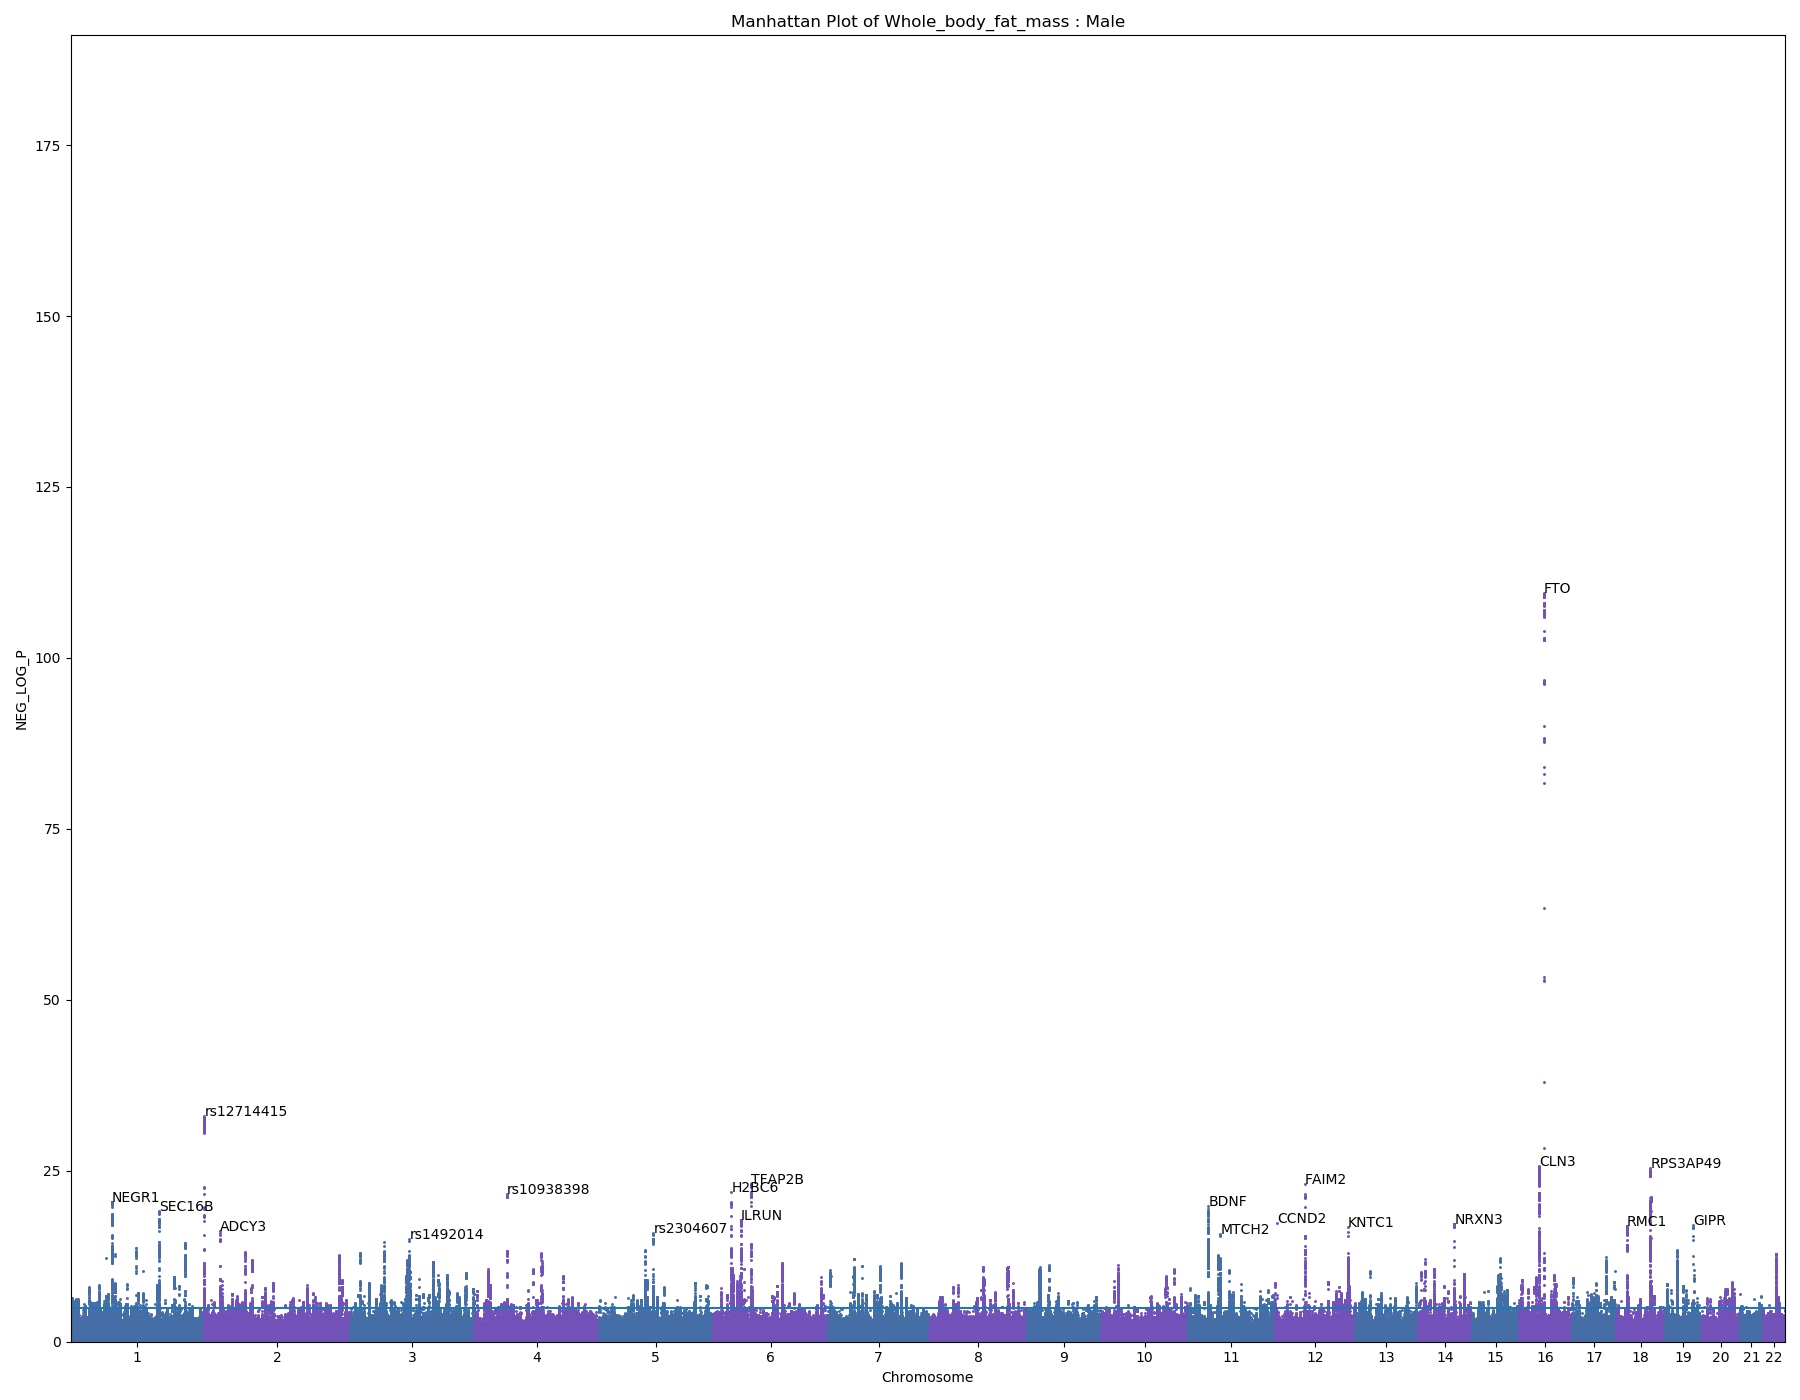 Manhattan Plot of Whole_body_fat_mass : Male
175
150
125
FTO
100
NEG_LOG_P
75
50
rs12714415
25
CLN3
RPS3AP49
TFAP2B
FAIM2
H2BC6
rs10938398
NEGR1
BDNF
SEC16B
ILRUN
CCND2
NRXN3
RMC1
GIPR
KNTC1
ADCY3
rs2304607
MTCH2
rs1492014
0
1 2 3 4 5 6 7 8 9 10 11 12 13 14 15 16 17 18 19 20 21 22
Chromosome